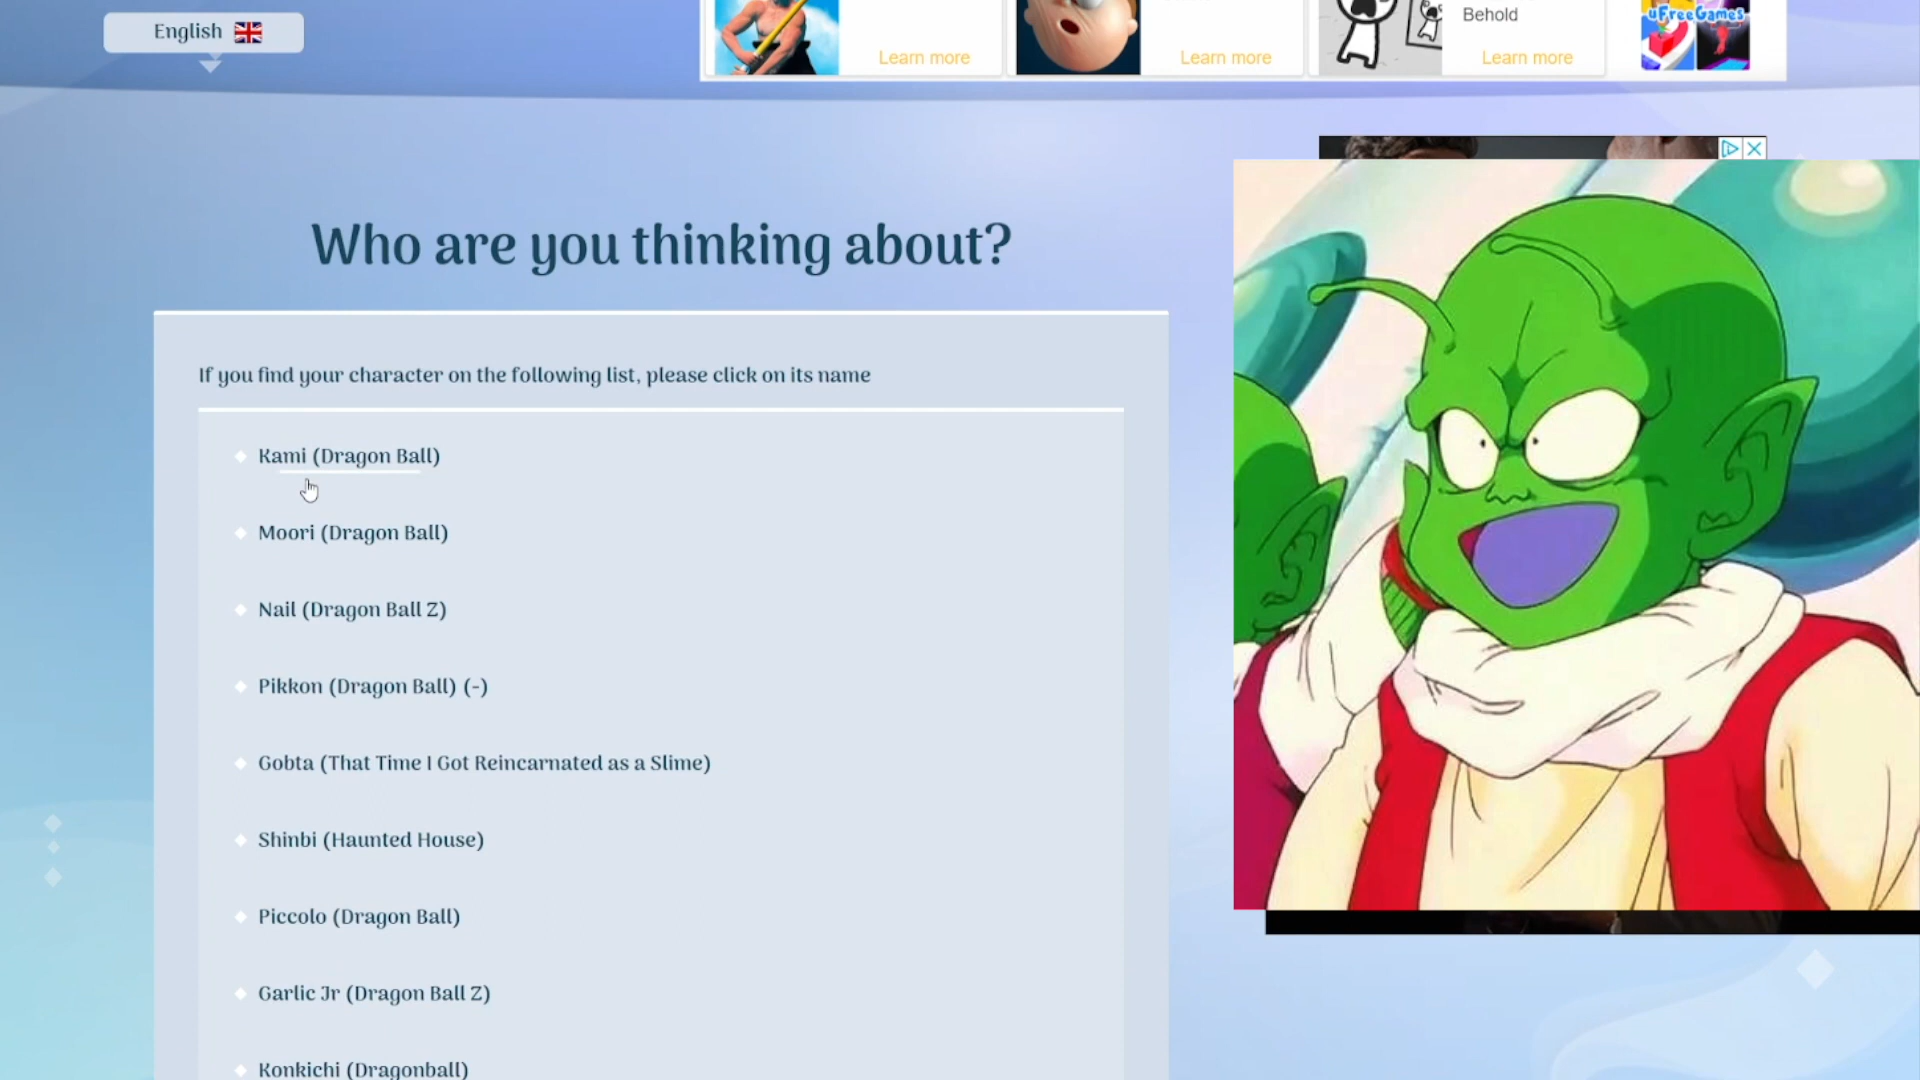 English
Learn more
Learn more
Behold
Learn more
uFreeGames
Who are you thinking about?
If you find your character on the following list, please click on its name
Kami (Dragon Ball)
Moori (Dragon Ball)
Nail (Dragon Ball Z)
Pikkon (Dragon Ball) (-)
Gobta (That Time I Got Reincarnated as a Slime)
Shinbi (Haunted House)
Piccolo (Dragon Ball)
Garlic Jr (Dragon Ball Z)
Konkichi (Dragonball)